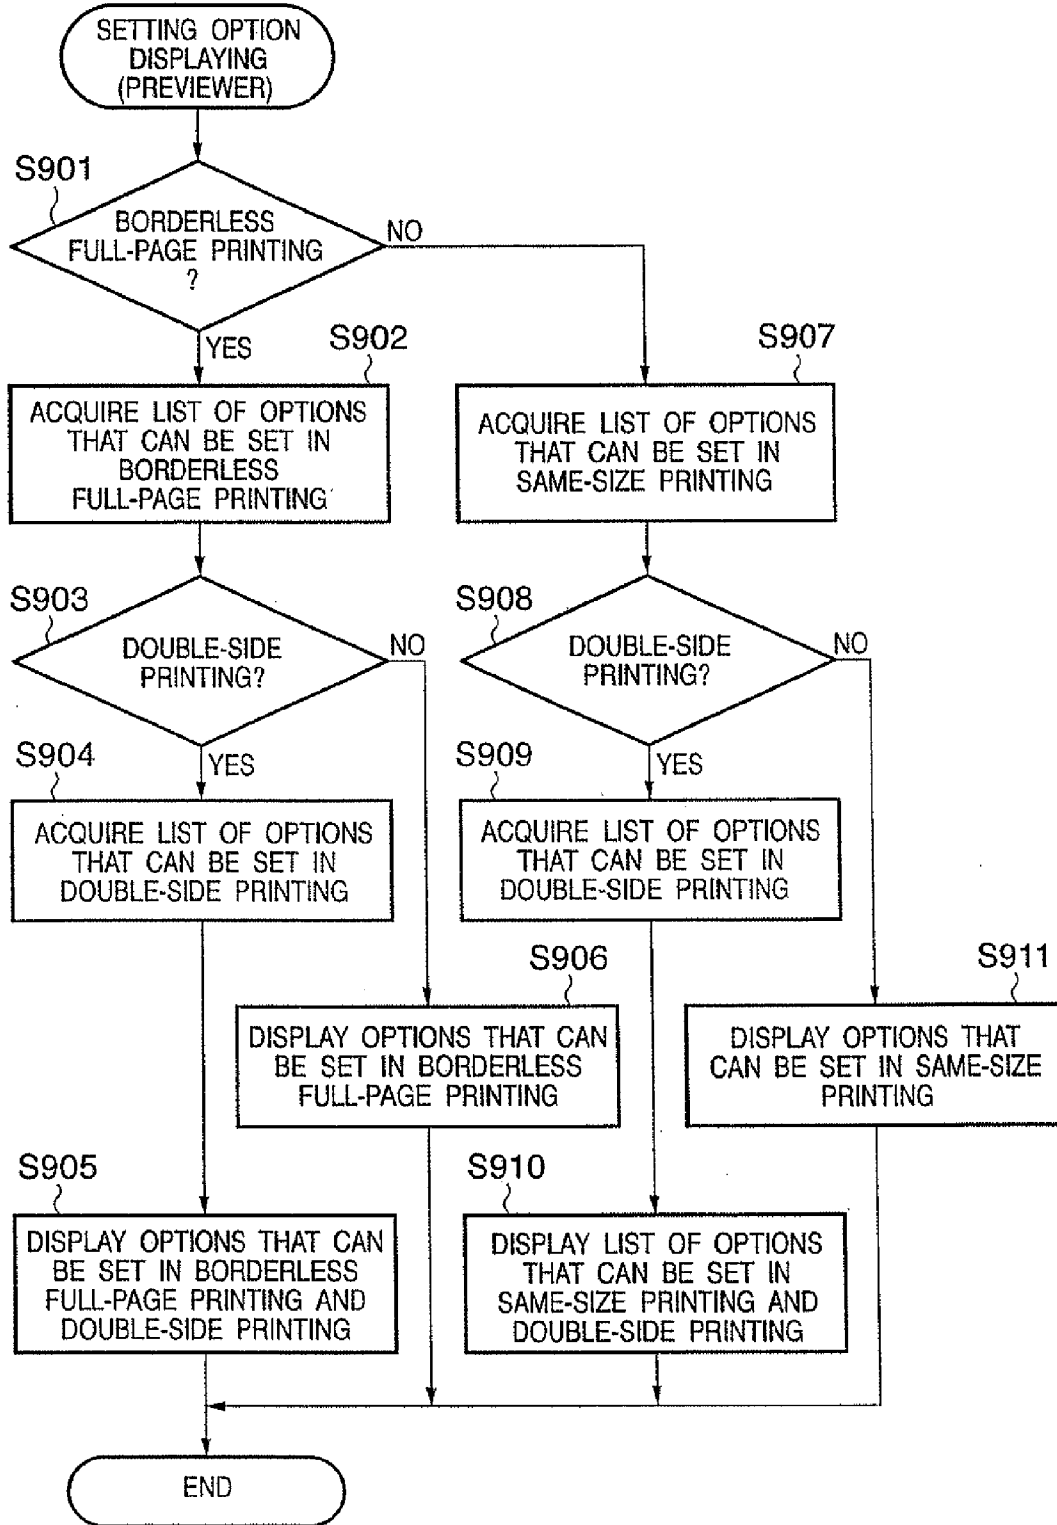 SETTING OPTION
DISPLAYING
(PREVIEWER)
S901
BORDERLESS
FULL-PAGE PRINTING
?
NO
YES
S902
ACQUIRE LIST OF OPTIONS
THAT CAN BE SET IN
BORDERLESS
FULL-PAGE PRINTING
S907
ACQUIRE LIST OF OPTIONS
THAT CAN BE SET IN
SAME-SIZE PRINTING
S903
DOUBLE-SIDE
PRINTING?
NO
YES
S908
DOUBLE-SIDE
PRINTING?
NO
YES
S904
ACQUIRE LIST OF OPTIONS
THAT CAN BE SET IN
DOUBLE-SIDE PRINTING
S909
ACQUIRE LIST OF OPTIONS
THAT CAN BE SET IN
DOUBLE-SIDE PRINTING
S906
DISPLAY OPTIONS THAT CAN
BE SET IN BORDERLESS
FULL-PAGE PRINTING
S911
DISPLAY OPTIONS THAT
CAN BE SET IN SAME-SIZE
PRINTING
S905
DISPLAY OPTIONS THAT CAN
BE SET IN BORDERLESS
FULL-PAGE PRINTING AND
DOUBLE-SIDE PRINTING
S910
DISPLAY LIST OF OPTIONS
THAT CAN BE SET IN
SAME-SIZE PRINTING AND
DOUBLE-SIDE PRINTING
END